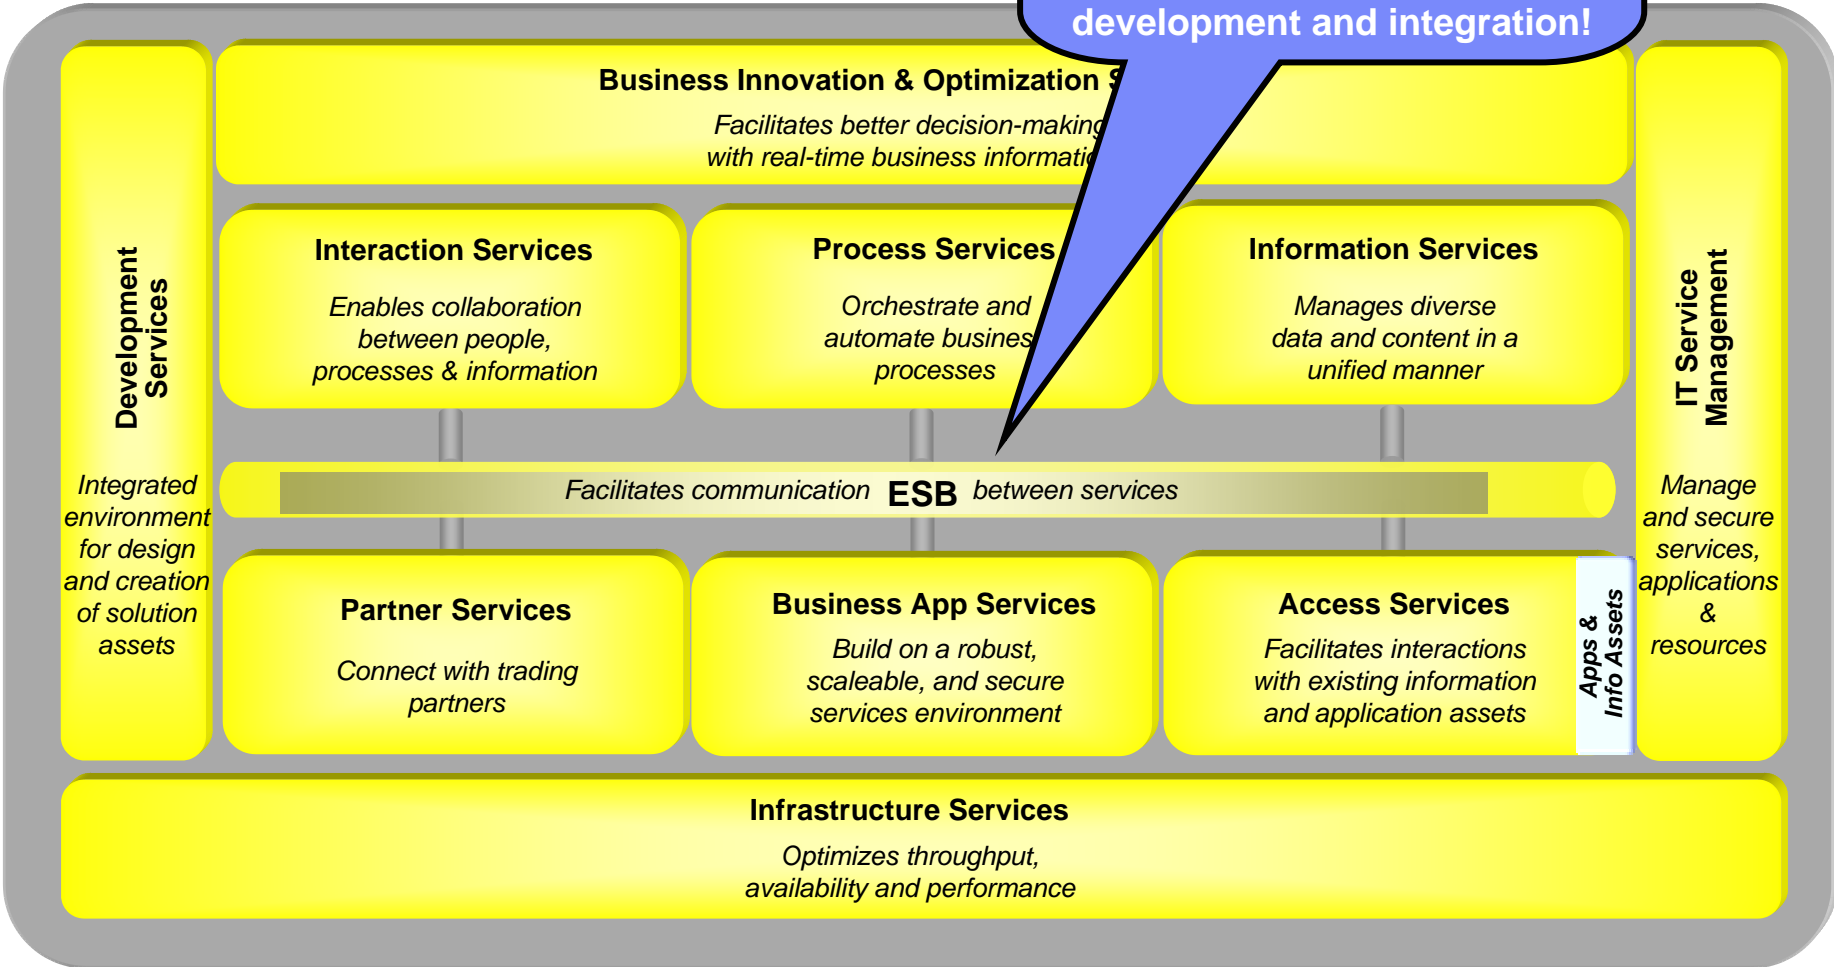 development and integration!
Business Innovation & Optimization
Facilitates better decision-making
with real-time business
Development
Services
Integrated
environment
for design
and creation
of solution
assets
Interaction Services
Enables collaboration
between people,
processes & information
Process Services
Orchestrate and
automate
processes
Information Services
Manages diverse
data and content in a
unified manner
IT Service
Management
Manage
and secure
services,
applications
&
resources
Facilitates communication ESB between services
Partner Services
Connect with trading
partners
Business App Services
Build on a robust,
scaleable, and secure
services environment
Access Services
Facilitates interactions
with existing information
and application assets
Apps &
Info Assets
Infrastructure Services
Optimizes throughput,
availability and performance